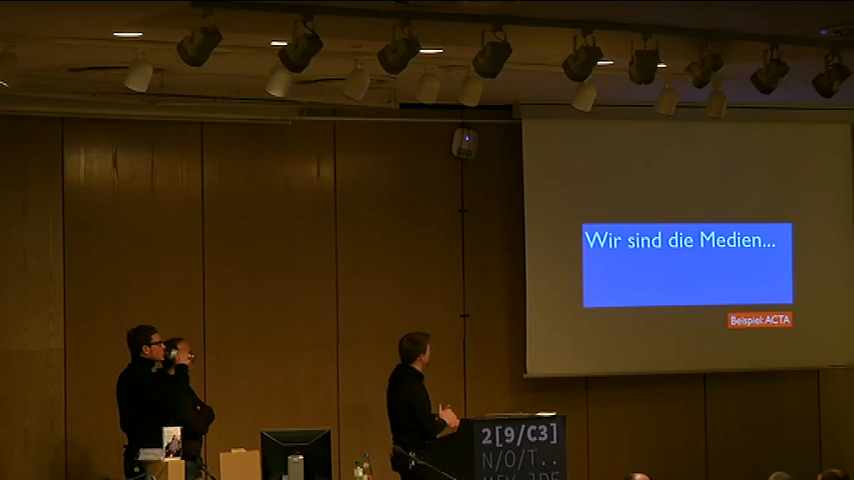 Wir sind die Medien...
Beispiel: ACTA
2[9/C3]
N/O/T..